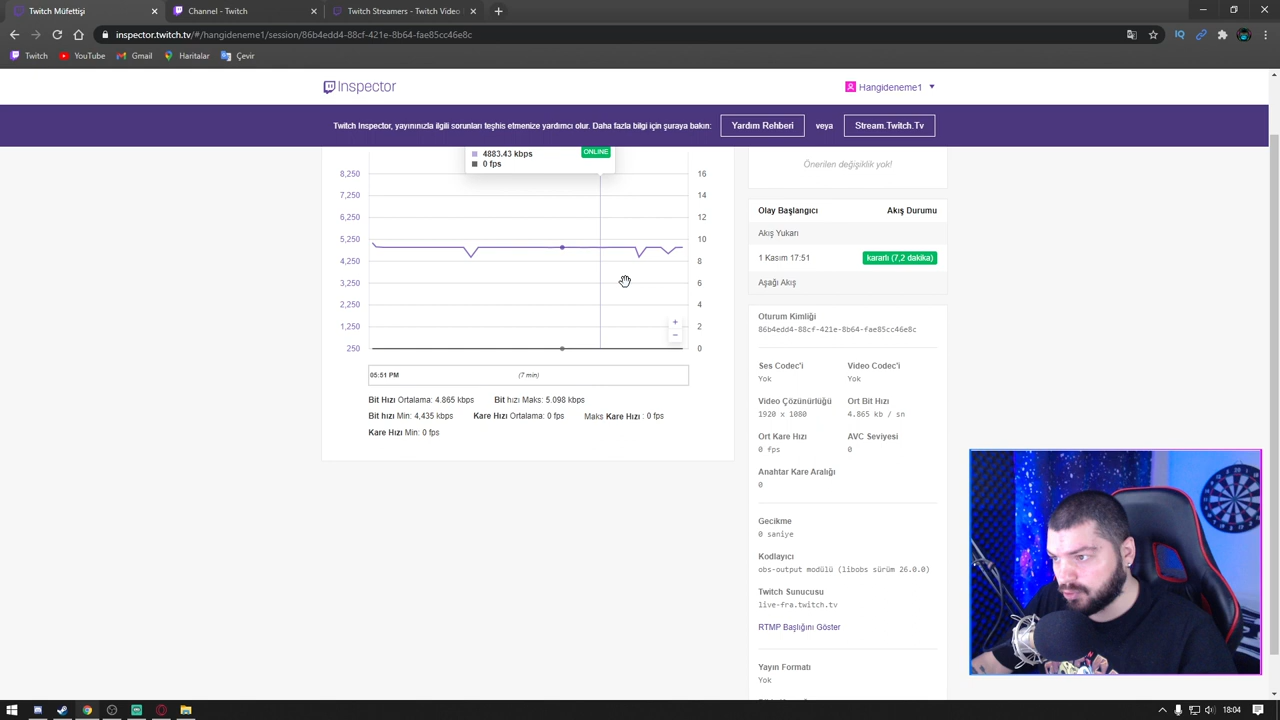 Twitch Müfettişi
Channel - Twitch
Twitch Streamers - Twitch Video
inspector.twitch.tv/#/hangideneme1/session/86b4edd4-88cf-421e-8b64-fae85cc46e8c
Twitch
YouTube
Gmail
Haritalar
Çevir
Inspector
Hangideneme1
Twitch Inspector, yayınınızla ilgili sorunları teşhis etmenize yardımcı olur. Daha fazla bilgi için şuraya bakın:
Yardım Rehberi
veya
Stream.Twitch.Tv
4883.43 kbps
ONLINE
0 fps
8,250
7,250
6,250
5,250
4,250
3,250
2,250
1,250
250
16
14
12
10
8
6
4
2
0
+
−
05:51 PM
(7 min)
Bit Hızı Ortalama: 4.865 kbps
Bit hızı Maks: 5.098 kbps
Bit hızı Min: 4,435 kbps
Kare Hızı Ortalama: 0 fps
Maks Kare Hızı : 0 fps
Kare Hızı Min: 0 fps
Önerilen değişiklik yok!
Olay Başlangıcı
Akış Durumu
Akış Yukarı
1 Kasım 17:51
kararlı (7,2 dakika)
Aşağı Akış
Oturum Kimliği
86b4edd4-88cf-421e-8b64-fae85cc46e8c
Ses Codec'i
Video Codec'i
Yok
Yok
Video Çözünürlüğü
Ort Bit Hızı
1920 x 1080
4.865 kb / sn
Ort Kare Hızı
AVC Seviyesi
0 fps
0
Anahtar Kare Aralığı
0
Gecikme
0 saniye
Kodlayıcı
obs-output modülü (libobs sürüm 26.0.0)
Twitch Sunucusu
live-fra.twitch.tv
RTMP Başlığını Göster
Yayın Formatı
Yok
18:04